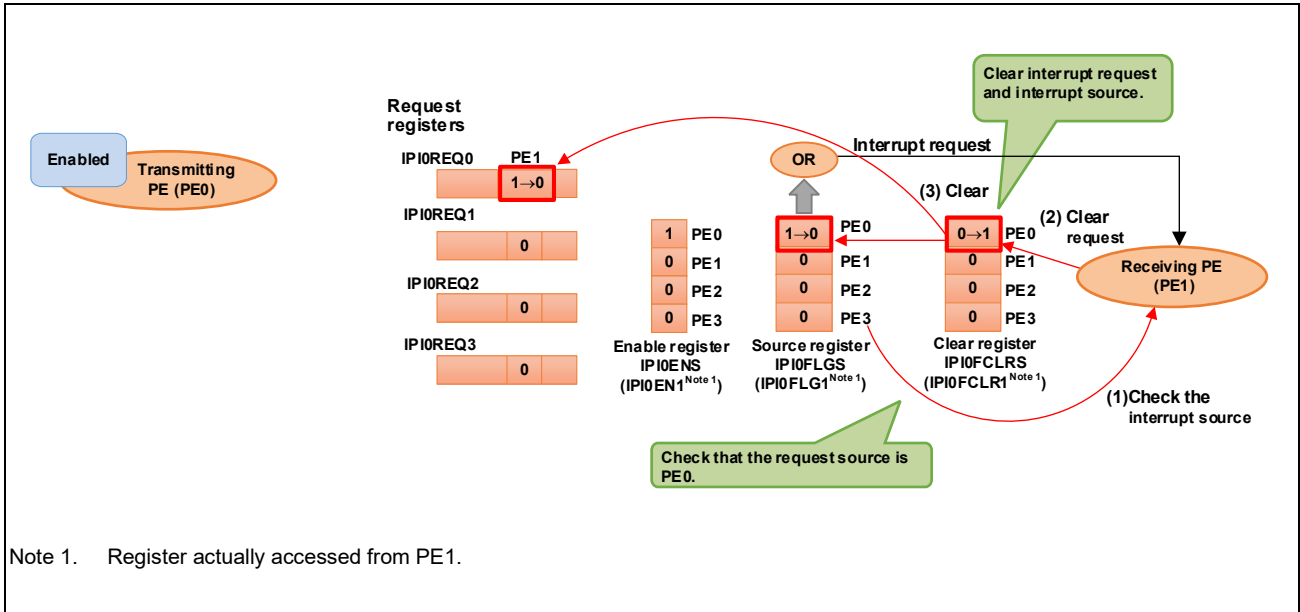 Clear interrupt request
and interrupt source.
Request
registers
Enabled
Transmitting
PE (PE0)
IPI0REQ0 PE1
1→0
IPI0REQ1
0
IPI0REQ2
0
IPI0REQ3
0
OR
Interrupt request
(3) Clear
(2) Clear
request
1 PE0
0 PE1
0 PE2
0 PE3
Enable register
IPI0ENS
(IPI0EN1Note 1)
1→0 PE0
0 PE1
0 PE2
0 PE3
Source register
IPI0FLGS
(IPI0FLG1Note 1)
0→1 PE0
0 PE1
0 PE2
0 PE3
Clear register
IPI0FCLRS
(IPI0FCLR1Note 1)
Receiving PE
(PE1)
(1)Check the
interrupt source
Check that the request source is
PE0.
Note 1. Register actually accessed from PE1.